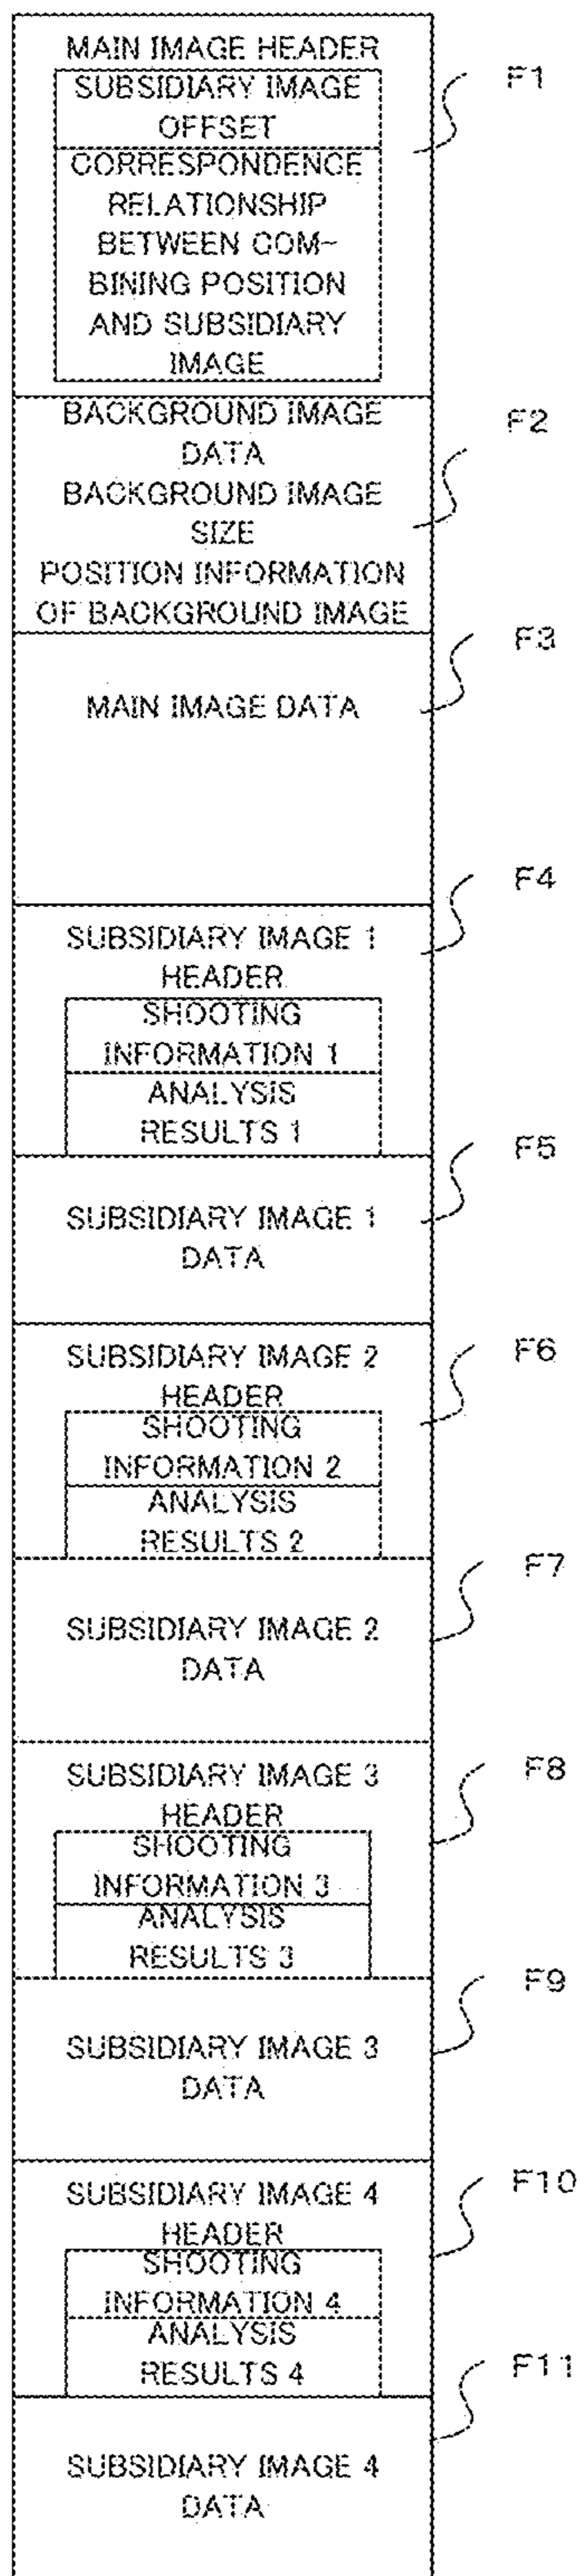 MAIN IMAGE HEADER
F1
SUBSIDIARY IMAGE
OFFSET
CORRESPONDENCE
RELATIONSHIP
BETWEEN COM-
BINING POSITION
AND SUBSIDIARY
IMAGE
BACKGROUND IMAGE
F2
DATA
BACKGROUND IMAGE
SIZE
POSITION INFORMATION
OF BACKGROUND IMAGE
F3
MAIN IMAGE DATA
F4
SUBSIDIARY IMAGE 1
HEADER
SHOOTING
INFORMATION 1
ANALYSIS
RESULTS 1
F5
SUBSIDIARY IMAGE 1
DATA
F6
SUBSIDIARY IMAGE 2
HEADER
SHOOTING
INFORMATION 2
ANALYSIS
RESULTS 2
F7
SUBSIDIARY IMAGE 2
DATA
F8
SUBSIDIARY IMAGE 3
HEADER
SHOOTING
INFORMATION 3
ANALYSIS
RESULTS 3
F9
SUBSIDIARY IMAGE 3
DATA
F10
SUBSIDIARY IMAGE 4
HEADER
SHOOTING
INFORMATION 4
ANALYSIS
RESULTS 4
F11
SUBSIDIARY IMAGE 4
DATA